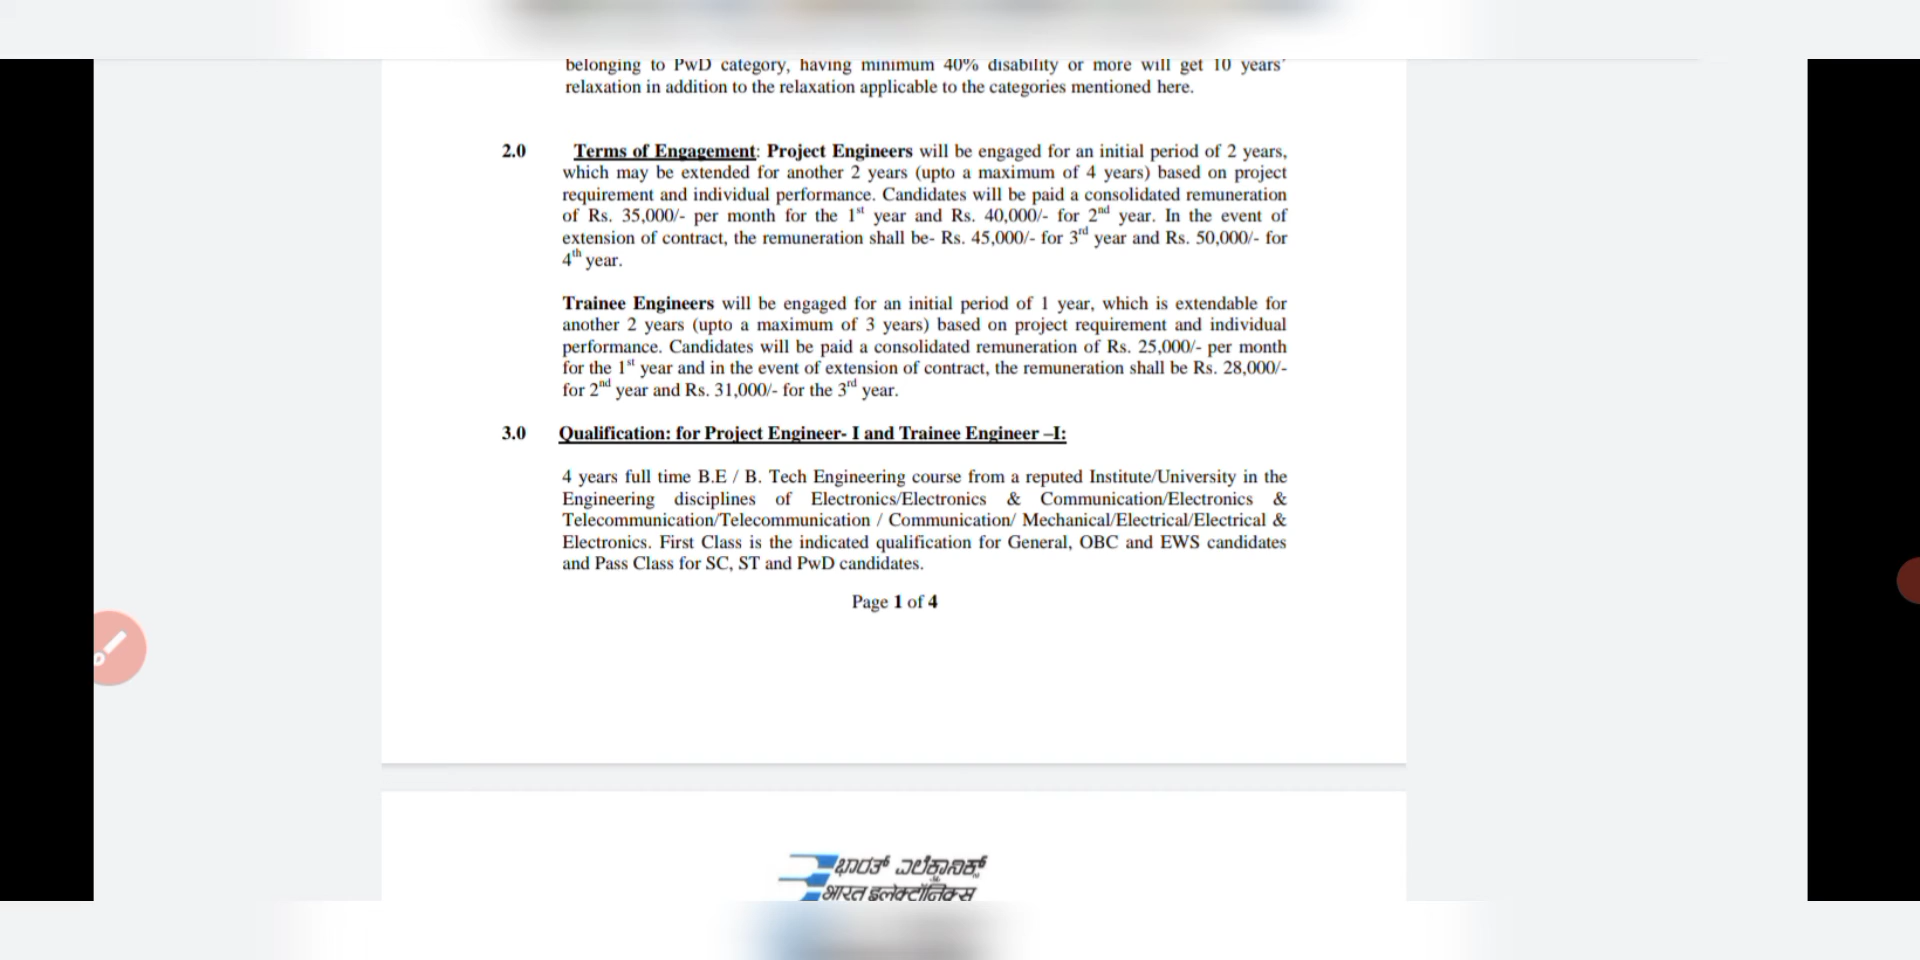 belonging to PwD category, having minimum 40% disability or more will get 10 years'
relaxation in addition to the relaxation applicable to the categories mentioned here.
2.0 Terms of Engagement: Project Engineers will be engaged for an initial period of 2 years,
which may be extended for another 2 years (upto a maximum of 4 years) based on project
requirement and individual performance. Candidates will be paid a consolidated remuneration
of Rs. 35,000/- per month for the 1st year and Rs. 40,000/- for 2nd year. In the event of
extension of contract, the remuneration shall be- Rs. 45,000/- for 3rd year and Rs. 50,000/- for
4th year.
Trainee Engineers will be engaged for an initial period of 1 year, which is extendable for
another 2 years (upto a maximum of 3 years) based on project requirement and individual
performance. Candidates will be paid a consolidated remuneration of Rs. 25,000/- per month
for the 1st year and in the event of extension of contract, the remuneration shall be Rs. 28,000/-
for 2nd year and Rs. 31,000/- for the 3rd year.
3.0 Qualification: for Project Engineer- I and Trainee Engineer –I:
4 years full time B.E / B. Tech Engineering course from a reputed Institute/University in the
Engineering disciplines of Electronics/Electronics & Communication/Electronics &
Telecommunication/Telecommunication / Communication/ Mechanical/Electrical/Electrical &
Electronics. First Class is the indicated qualification for General, OBC and EWS candidates
and Pass Class for SC, ST and PwD candidates.
Page 1 of 4
ಭಾರತ್ ಎಲೆಕ್ಟ್ರಾನಿಕ್ಸ್
भारत इलेक्ट्रॉनिक्स